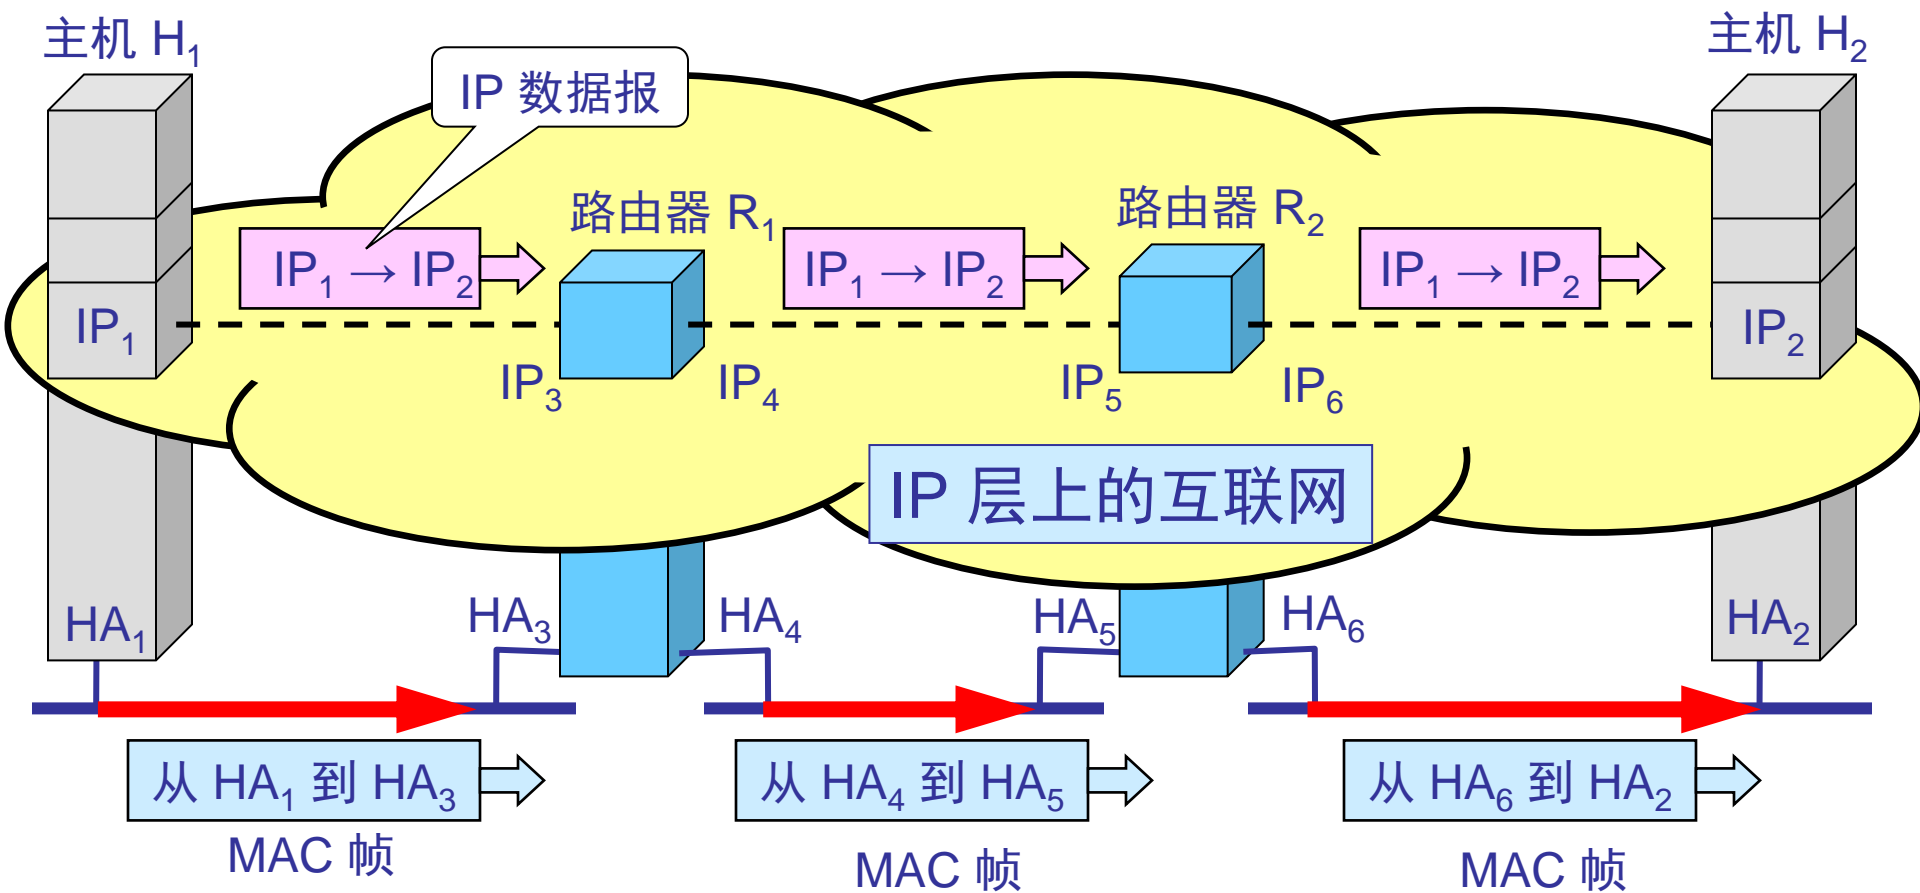 主机 H₁
主机 H₂
IP 数据报
路由器 R₁
路由器 R₂
IP₁ → IP₂
IP₁ → IP₂
IP₁ → IP₂
IP₁
IP₂
IP₃
IP₄
IP₅
IP₆
IP 层上的互联网
HA₁
HA₃
HA₄
HA₅
HA₆
HA₂
从 HA₁ 到 HA₃
从 HA₄ 到 HA₅
从 HA₆ 到 HA₂
MAC 帧
MAC 帧
MAC 帧